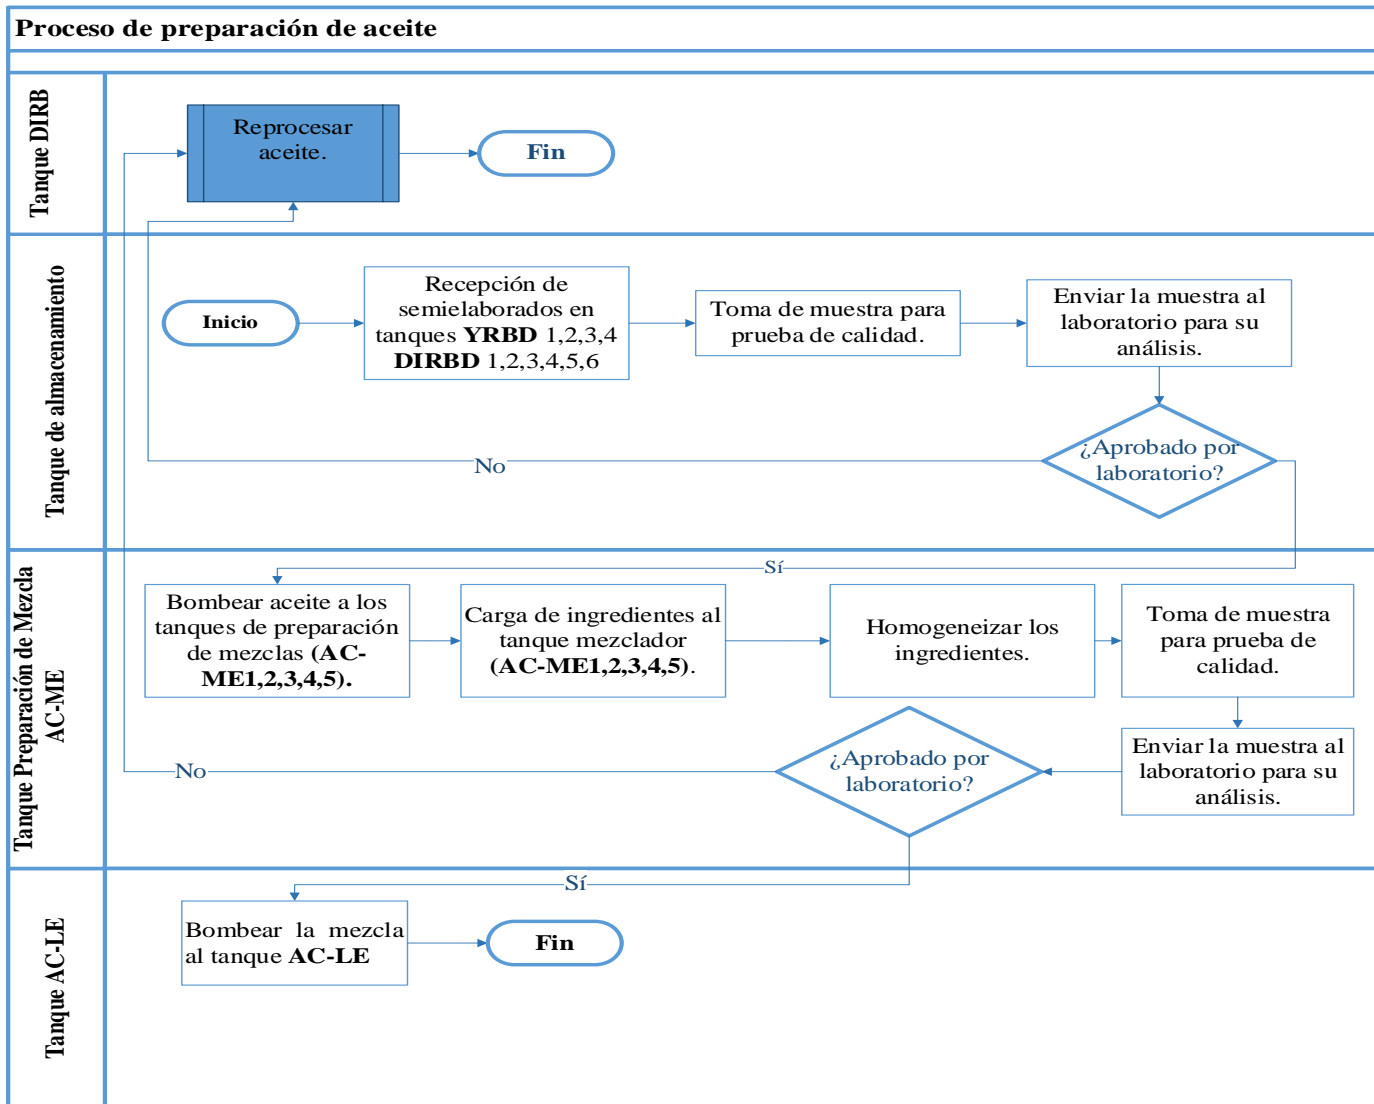 Proceso de preparación de aceite
Tanque DIRB
Reprocesar
aceite.
Fin
Tanque de almacenamiento
Inicio
Recepción de
semielaborados en
tanques YRBD 1,2,3,4
DIRBD 1,2,3,4,5,6
Toma de muestra para
prueba de calidad.
Enviar la muestra al
laboratorio para su
análisis.
¿Aprobado por
laboratorio?
No
Sí
Tanque Preparación de Mezcla
AC-ME
Bombear aceite a los
tanques de preparación
de mezclas (AC-
ME1,2,3,4,5).
Carga de ingredientes al
tanque mezclador
(AC-ME1,2,3,4,5).
Homogeneizar los
ingredientes.
Toma de muestra
para prueba de
calidad.
Enviar la muestra al
laboratorio para su
análisis.
¿Aprobado por
laboratorio?
No
Sí
Tanque AC-LE
Bombear la mezcla
al tanque AC-LE
Fin